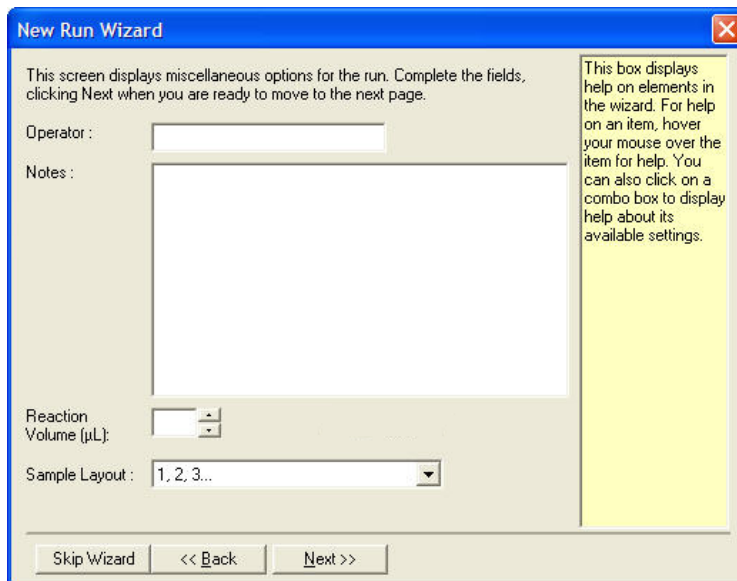 New Run Wizard
This screen displays miscellaneous options for the run. Complete the fields,
clicking Next when you are ready to move to the next page.
Operator :
Notes :
Reaction
Volume (µL):
Sample Layout :
1, 2, 3...
This box displays
help on elements in
the wizard. For help
on an item, hover
your mouse over the
item for help. You
can also click on a
combo box to display
help about its
available settings.
Skip Wizard
<< Back
Next >>